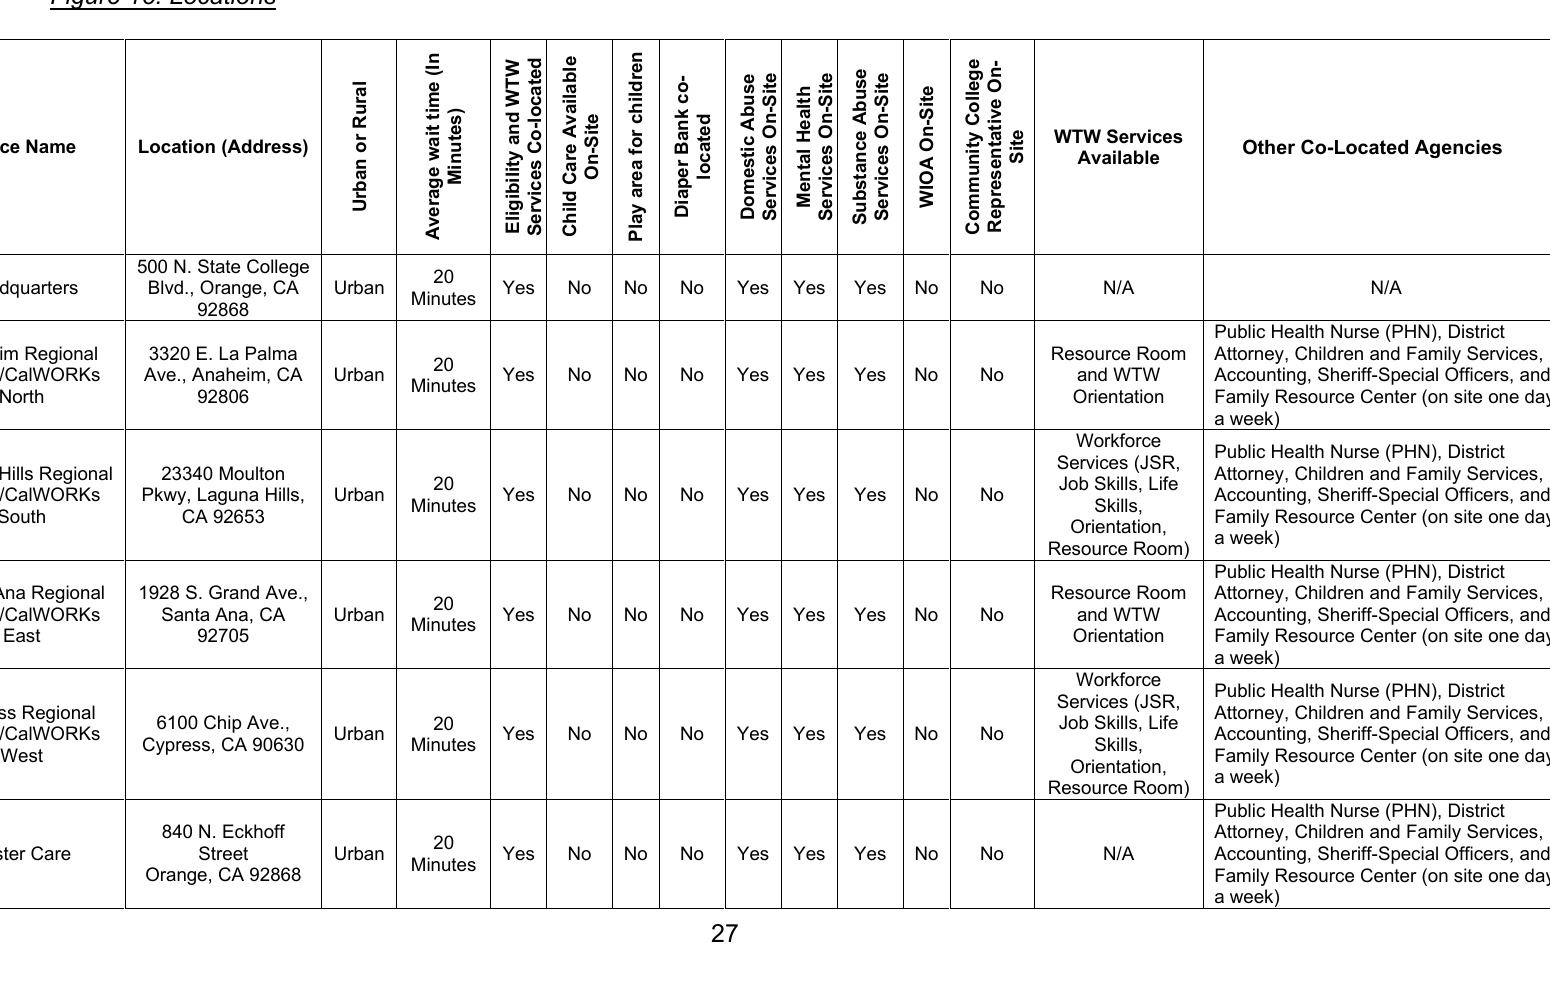 Locations
ce Name
Location (Address)
Urban or Rural
Average wait time (In
Minutes)
Eligibility and WTW
Services Co-located
Child Care Available
On-Site
Play area for children
Diaper Bank co-
located
Domestic Abuse
Services On-Site
Mental Health
Services On-Site
Substance Abuse
Services On-Site
WIOA On-Site
Community College
Representative On-
Site
WTW Services
Available
Other Co-Located Agencies
dquarters
500 N. State College
Blvd., Orange, CA
92868
Urban
20
Minutes
Yes
No
No
No
Yes
Yes
Yes
No
No
N/A
N/A
im Regional
/CalWORKs
North
3320 E. La Palma
Ave., Anaheim, CA
92806
Urban
20
Minutes
Yes
No
No
No
Yes
Yes
Yes
No
No
Resource Room
and WTW
Orientation
Public Health Nurse (PHN), District
Attorney, Children and Family Services,
Accounting, Sheriff-Special Officers, and
Family Resource Center (on site one day
a week)
Hills Regional
/CalWORKs
South
23340 Moulton
Pkwy, Laguna Hills,
CA 92653
Urban
20
Minutes
Yes
No
No
No
Yes
Yes
Yes
No
No
Workforce
Services (JSR,
Job Skills, Life
Skills,
Orientation,
Resource Room)
Public Health Nurse (PHN), District
Attorney, Children and Family Services,
Accounting, Sheriff-Special Officers, and
Family Resource Center (on site one day
a week)
Ana Regional
/CalWORKs
East
1928 S. Grand Ave.,
Santa Ana, CA
92705
Urban
20
Minutes
Yes
No
No
No
Yes
Yes
Yes
No
No
Resource Room
and WTW
Orientation
Public Health Nurse (PHN), District
Attorney, Children and Family Services,
Accounting, Sheriff-Special Officers, and
Family Resource Center (on site one day
a week)
ss Regional
/CalWORKs
West
6100 Chip Ave.,
Cypress, CA 90630
Urban
20
Minutes
Yes
No
No
No
Yes
Yes
Yes
No
No
Workforce
Services (JSR,
Job Skills, Life
Skills,
Orientation,
Resource Room)
Public Health Nurse (PHN), District
Attorney, Children and Family Services,
Accounting, Sheriff-Special Officers, and
Family Resource Center (on site one day
a week)
ster Care
840 N. Eckhoff
Street
Orange, CA 92868
Urban
20
Minutes
Yes
No
No
No
Yes
Yes
Yes
No
No
N/A
Public Health Nurse (PHN), District
Attorney, Children and Family Services,
Accounting, Sheriff-Special Officers, and
Family Resource Center (on site one day
a week)
27